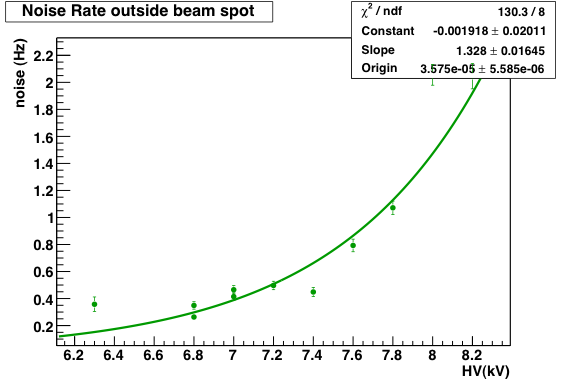 Noise Rate outside beam spot
χ2 / ndf 130.3 / 8
Constant -0.001918 ± 0.02011
Slope 1.328 ± 0.01645
Origin 3.575e-05 ± 5.585e-06
noise (Hz)
2.2
2
1.8
1.6
1.4
1.2
1
0.8
0.6
0.4
0.2
6.2 6.4 6.6 6.8 7 7.2 7.4 7.6 7.8 8 8.2
HV(kV)